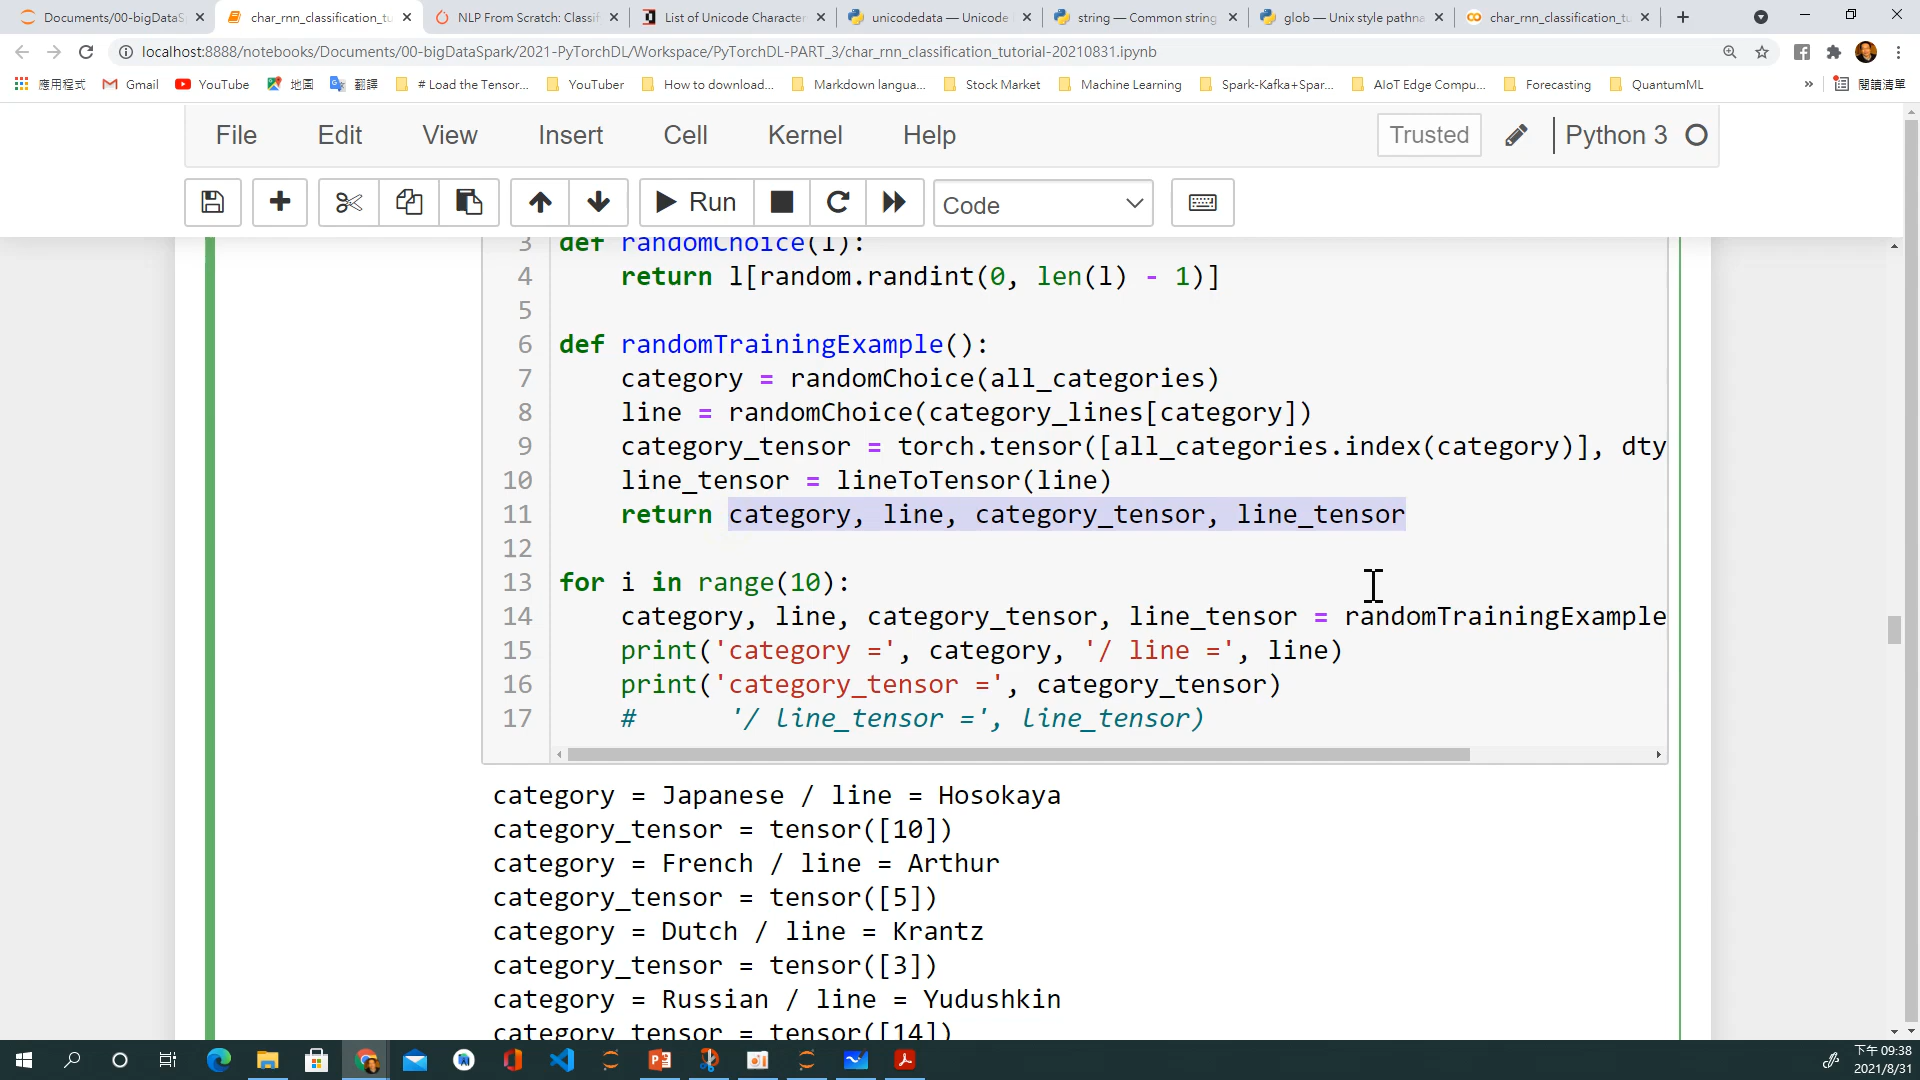 Documents/00-bigDataS
char_rnn_classification_tu
NLP From Scratch: Classif
List of Unicode Character
unicodedata — Unicode
string — Common string
glob — Unix style pathna
char_rnn_classification_tu
localhost:8888/notebooks/Documents/00-bigDataSpark/2021-PyTorchDL/Workspace/PyTorchDL-PART_3/char_rnn_classification_tutorial-20210831.ipynb
應用程式
Gmail
YouTube
地圖
翻譯
# Load the Tensor...
YouTuber
How to download...
Markdown langua...
Stock Market
Machine Learning
Spark-Kafka+Spar...
AIoT Edge Compu...
Forecasting
QuantumML
»
閱讀清單
File Edit View Insert Cell Kernel Help
Trusted
Python 3
Run
Code
3 def randomChoice(l):
4 return l[random.randint(0, len(l) - 1)]
5
6 def randomTrainingExample():
7 category = randomChoice(all_categories)
8 line = randomChoice(category_lines[category])
9 category_tensor = torch.tensor([all_categories.index(category)], dty
10 line_tensor = lineToTensor(line)
11 return category, line, category_tensor, line_tensor
12
13 for i in range(10):
14 category, line, category_tensor, line_tensor = randomTrainingExample
15 print('category =', category, '/ line =', line)
16 print('category_tensor =', category_tensor)
17 # '/ line_tensor =', line_tensor)
category = Japanese / line = Hosokaya
category_tensor = tensor([10])
category = French / line = Arthur
category_tensor = tensor([5])
category = Dutch / line = Krantz
category_tensor = tensor([3])
category = Russian / line = Yudushkin
category_tensor = tensor([14])
下午 09:38
2021/8/31